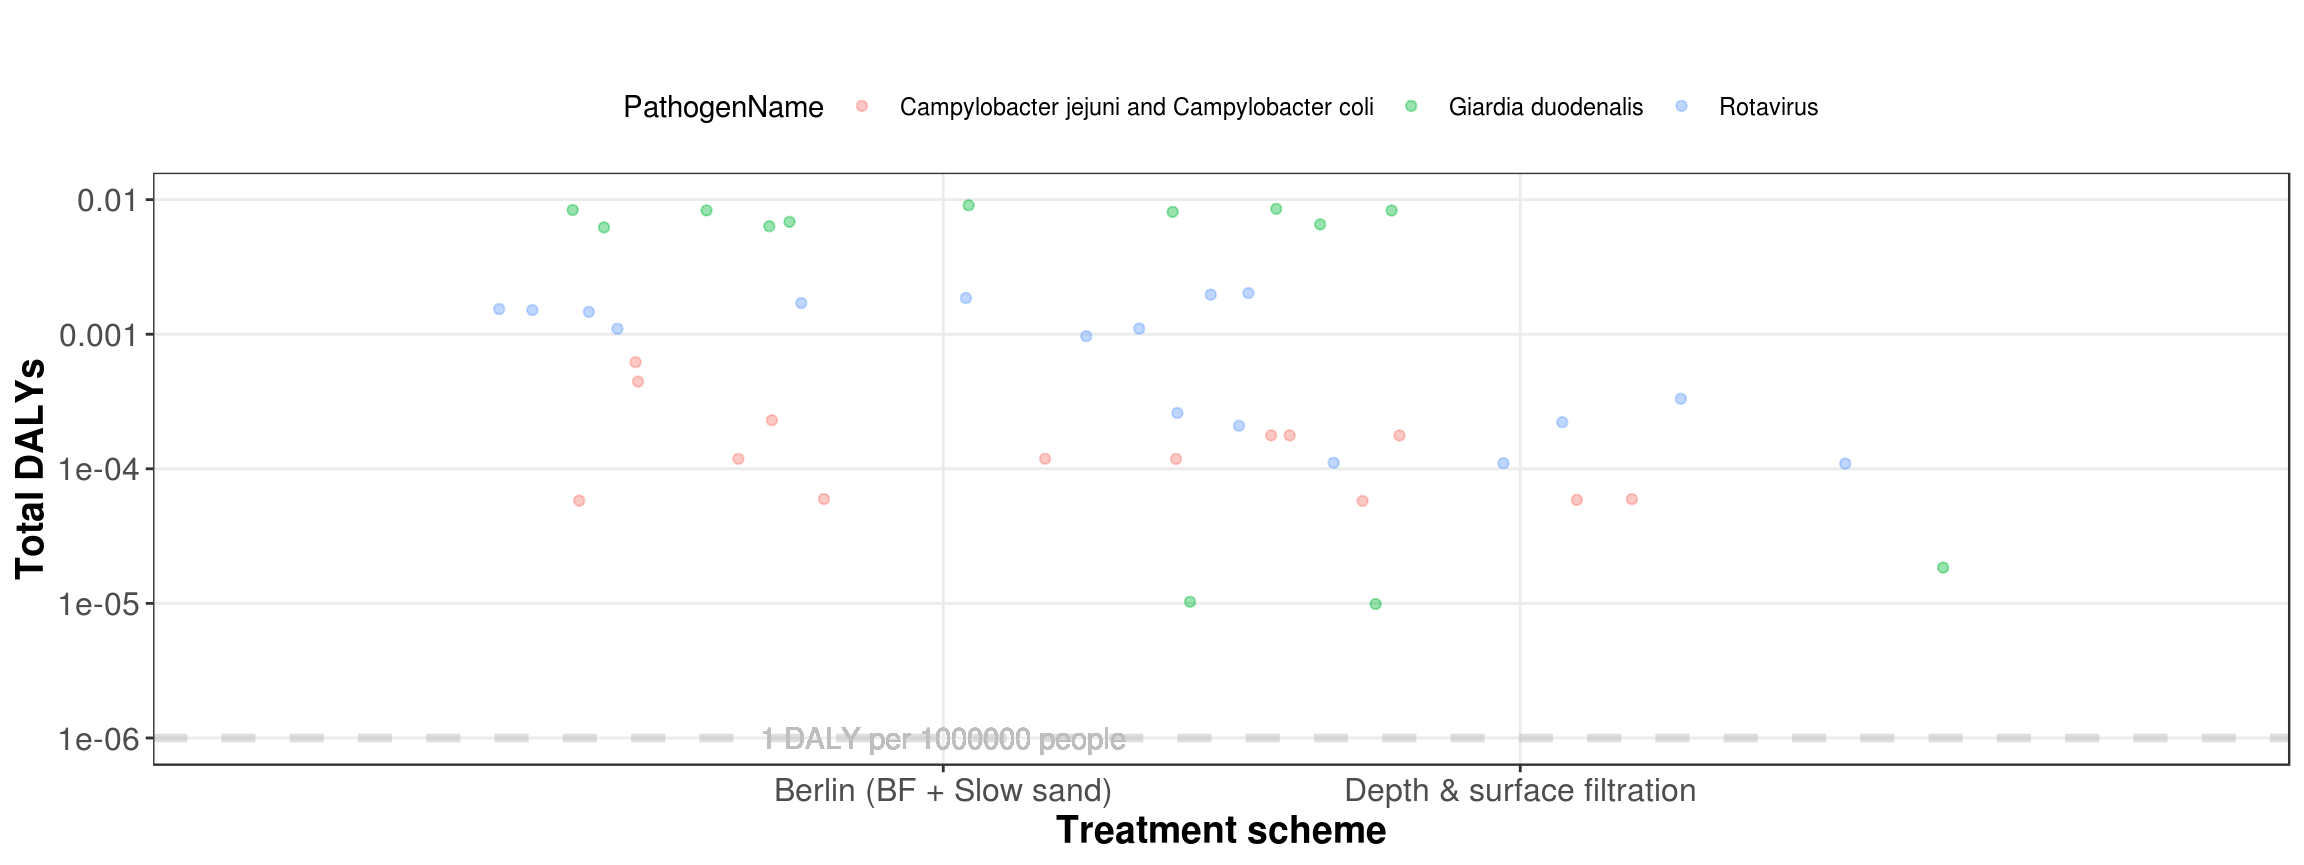 PathogenName Campylobacter jejuni and Campylobacter coli Giardia duodenalis Rotavirus
0.01
0.001
1e-04
1e-05
1e-06
Total DALYs
1 DALY per 1000000 people
Berlin (BF + Slow sand) Depth & surface filtration
Treatment scheme